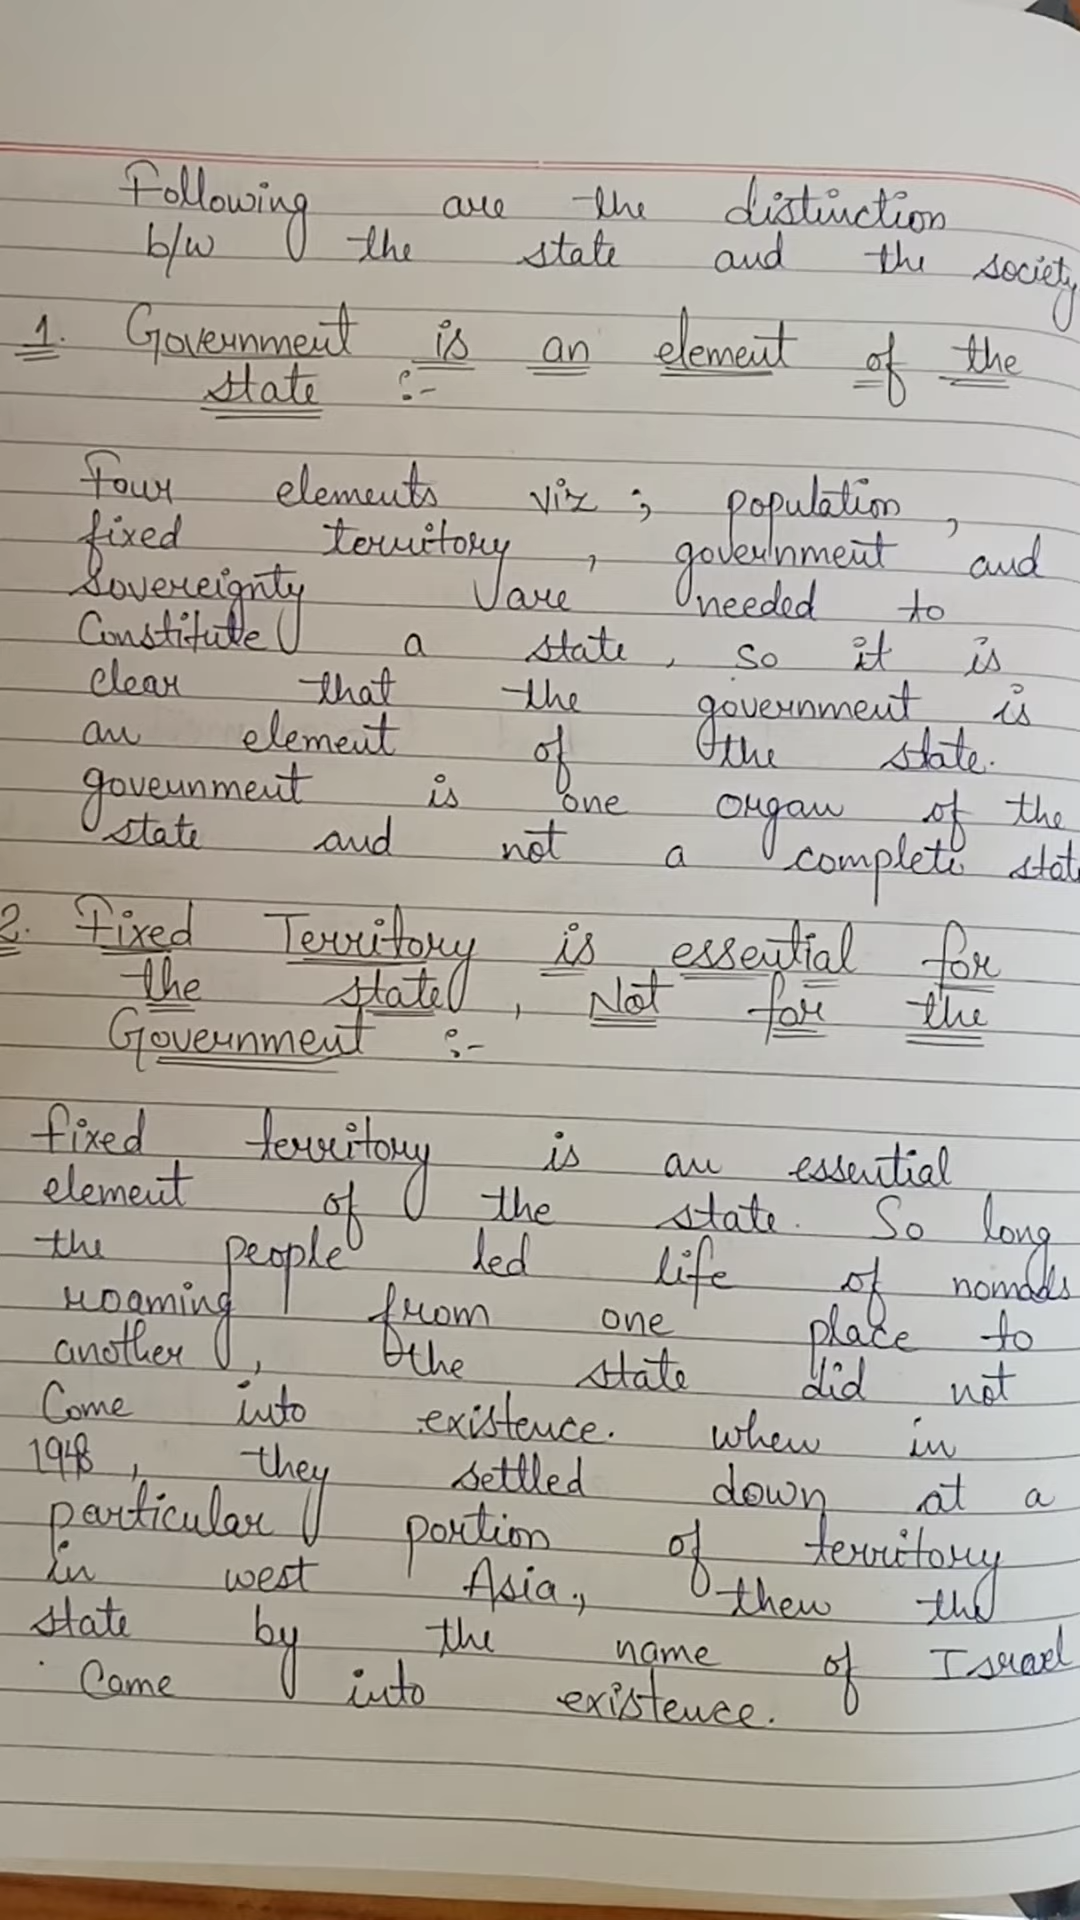 Following are the distinction
b/w the state and the society
1. Government is an element of the
state :-
Four elements viz ; population,
fixed territory, government and
Sovereignty are needed to
Constitute a state, so it is
clear that the government is
an element of the state.
government is one organ of the
state and not a complete stat
2. Fixed Territory is essential for
the state, Not for the
Government :-
fixed territory is an essential
element of the state. So long
the people led life of nomads
roaming from one place to
another, the state did not
Come into existence. when in
1948, they settled down at a
particular portion of territory
in west Asia, then the
state by the name of Israel
Came into existence.